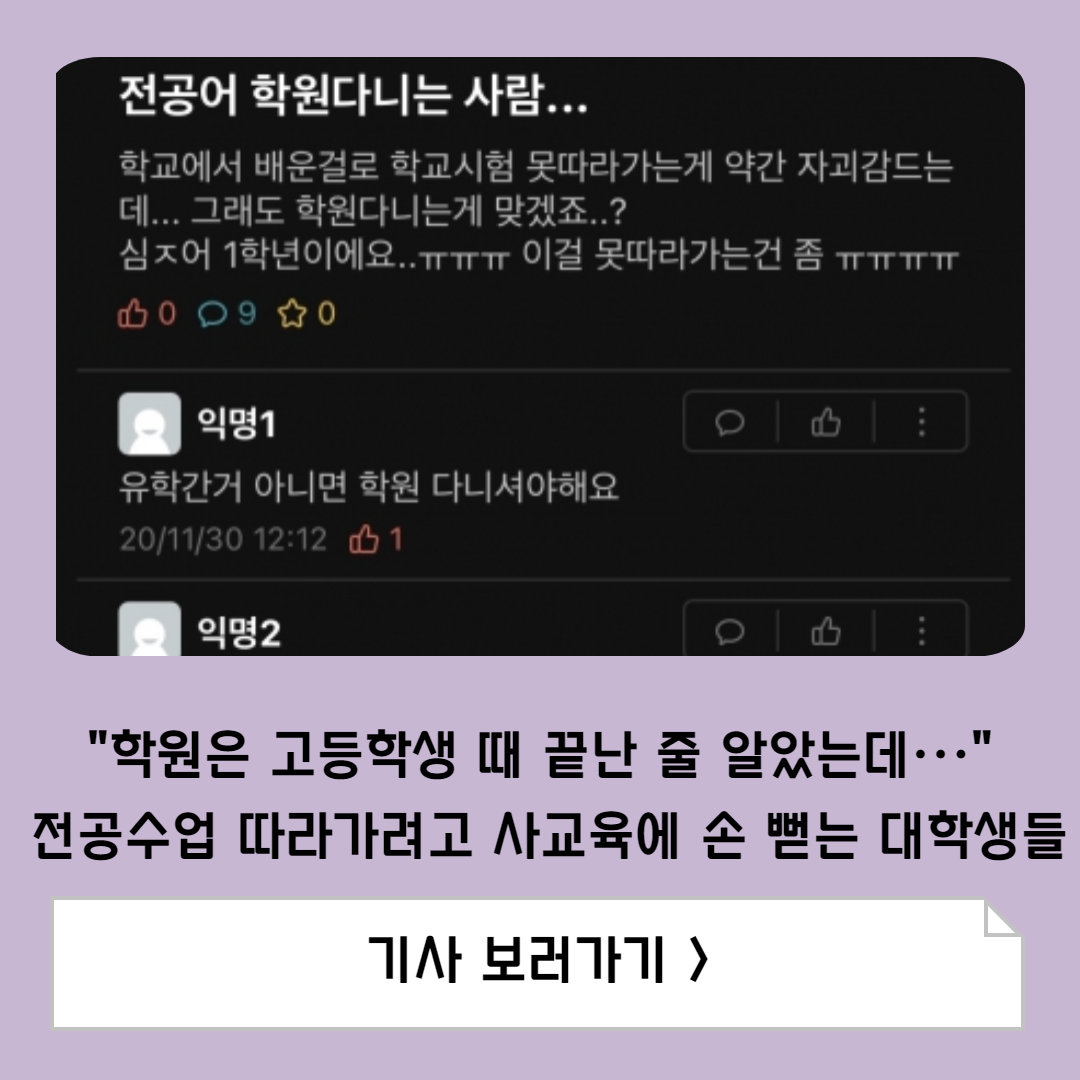 전공어 학원다니는 사람...
학교에서 배운걸로 학교시험 못따라가는게 약간 자괴감드는
데... 그래도 학원다니는게 맞겠죠..?
심ㅈ어 1학년이에요..ㅠㅠㅠ 이걸 못따라가는건 좀 ㅠㅠㅠㅠ
0 9 0
익명1
유학간거 아니면 학원 다니셔야해요
20/11/30 12:12 1
익명2
"학원은 고등학생 때 끝난 줄 알았는데···"
전공수업 따라가려고 사교육에 손 뻗는 대학생들
기사 보러가기 >